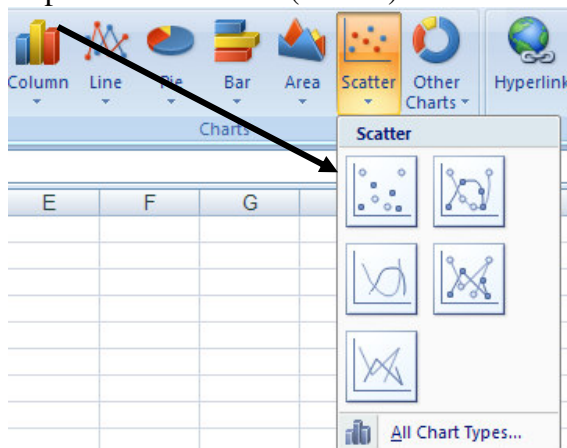 Column Line Pie Bar Area Scatter Other Hyperlink
Charts
Charts
Scatter
E F G
All Chart Types...